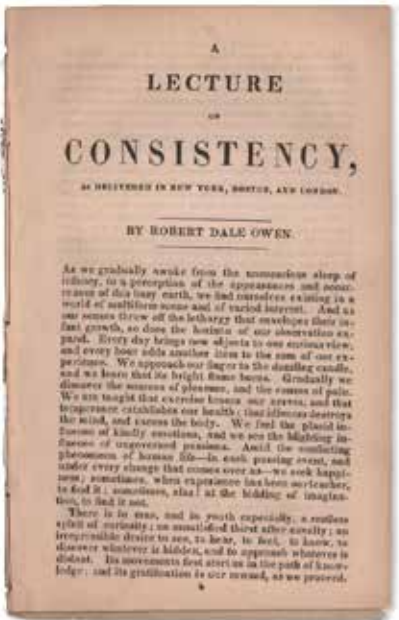 A
LECTURE
ON
CONSISTENCY,
AS DELIVERED IN NEW YORK, BOSTON, AND LONDON.
BY ROBERT DALE OWEN
As we gradually awake from the unconscious sleep of
infancy, to a perception of the appearances and
of this busy earth, we find ourselves existing in a
world of multiform scene and of varied interest. And as
our senses throw off the lethargy that envelopes their
fant growth, so does the horizon of our observation ex-
pand. Every day brings new objects to our curious view,
and every hour adds another item to the sum of our ex-
perience. We approach our finger to the dazzling candle,
and we learn that its bright flame burns. Gradually we
discover the sources of pleasure, and the causes of pain.
We are taught that exercise braces our nerves, and that
temperance establishes our health; that idleness destroys
the mind, and excess the body. We feel the placid in-
fluence of kindly emotions, and we see the blighting in-
fluence of ungoverned passions. Amid the conflicting
phenomena of human life—in each passing event, and
under every change that comes over us—we seek happi-
ness; sometimes, when experience has been our teacher,
to find it; sometimes, alas! at the bidding of imagina-
tion, to find it not.
There is in man, and in youth especially, a restless
spirit of curiosity; an unsatisfied thirst after novelty; an
irrepressible desire to see, to hear, to feel, to know, to
discover whatever is hidden, and to approach whatever is
distant. Its movements first start us in the path of know-
ledge; and its gratification is our reward, as we proceed.